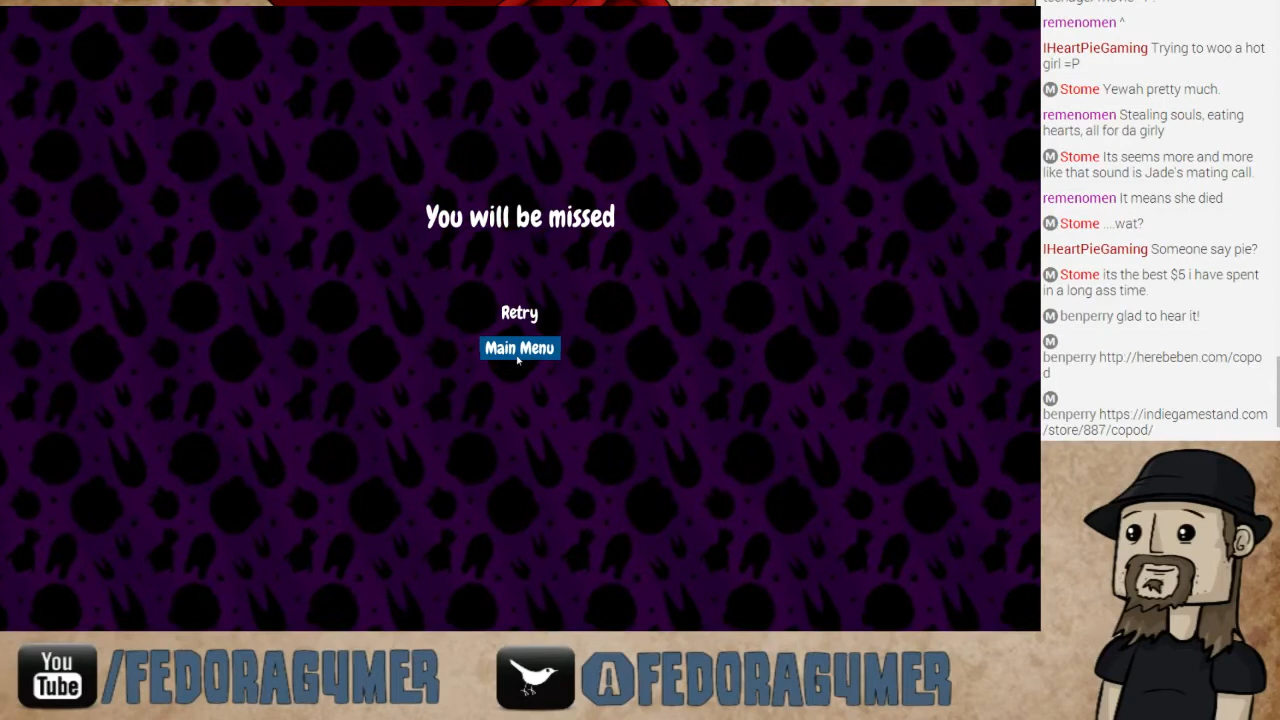 You will be missed
Retry
Main Menu
remenomen ^
IHeartPieGaming Trying to woo a hot
girl =P
M Stome Yewah pretty much.
remenomen Stealing souls, eating
hearts, all for da girly
M Stome Its seems more and more
like that sound is Jade's mating call.
remenomen It means she died
M Stome ....wat?
IHeartPieGaming Someone say pie?
M Stome its the best $5 i have spent
in a long ass time.
M benperry glad to hear it!
M
benperry http://herebeben.com/copo
d
M
benperry https://indiegamestand.com
/store/887/copod/
You Tube /FEDORAG4MER
@FEDORAG4MER